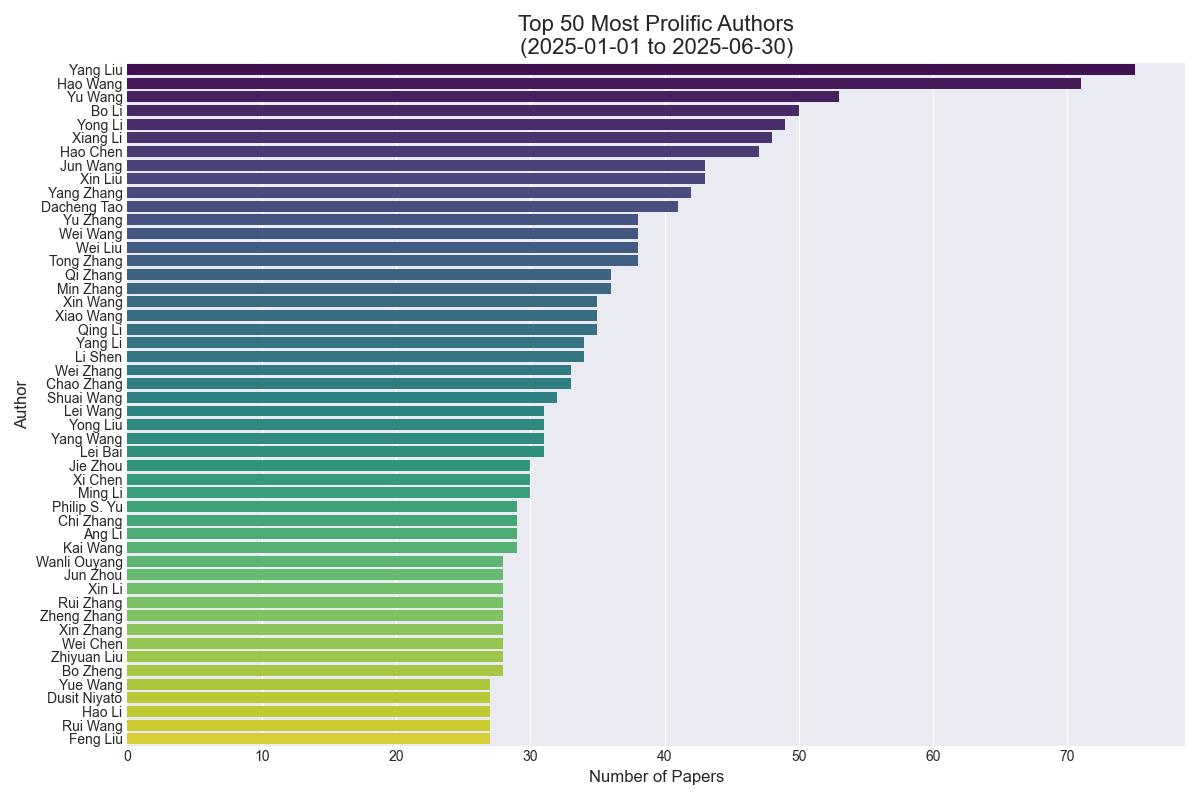 Top 50 Most Prolific Authors
(2025-01-01 to 2025-06-30)
Yang Liu
Hao Wang
Yu Wang
Bo Li
Yong Li
Xiang Li
Hao Chen
Jun Wang
Xin Liu
Yang Zhang
Dacheng Tao
Yu Zhang
Wei Wang
Wei Liu
Tong Zhang
Qi Zhang
Min Zhang
Xin Wang
Xiao Wang
Qing Li
Yang Li
Li Shen
Wei Zhang
Chao Zhang
Shuai Wang
Lei Wang
Yong Liu
Yang Wang
Lei Bai
Jie Zhou
Xi Chen
Ming Li
Philip S. Yu
Chi Zhang
Ang Li
Kai Wang
Wanli Ouyang
Jun Zhou
Xin Li
Rui Zhang
Zheng Zhang
Xin Zhang
Wei Chen
Zhiyuan Liu
Bo Zheng
Yue Wang
Dusit Niyato
Hao Li
Rui Wang
Feng Liu
Author
0 10 20 30 40 50 60 70
Number of Papers